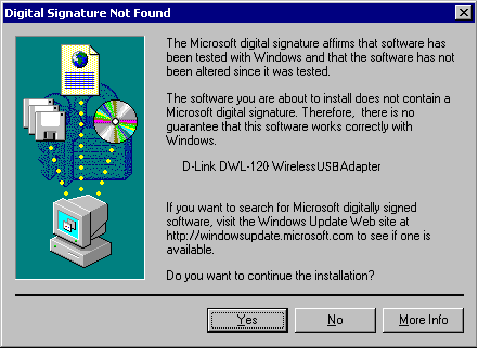 Digital Signature Not Found
The Microsoft digital signature affirms that software has
been tested with Windows and that the software has not
been altered since it was tested.
The software you are about to install does not contain a
Microsoft digital signature. Therefore, there is no
guarantee that this software works correctly with
Windows.
D-Link DWL-120 Wireless USB Adapter
If you want to search for Microsoft digitally signed
software, visit the Windows Update Web site at
http://windowsupdate.microsoft.com to see if one is
available.
Do you want to continue the installation?
Yes No More Info